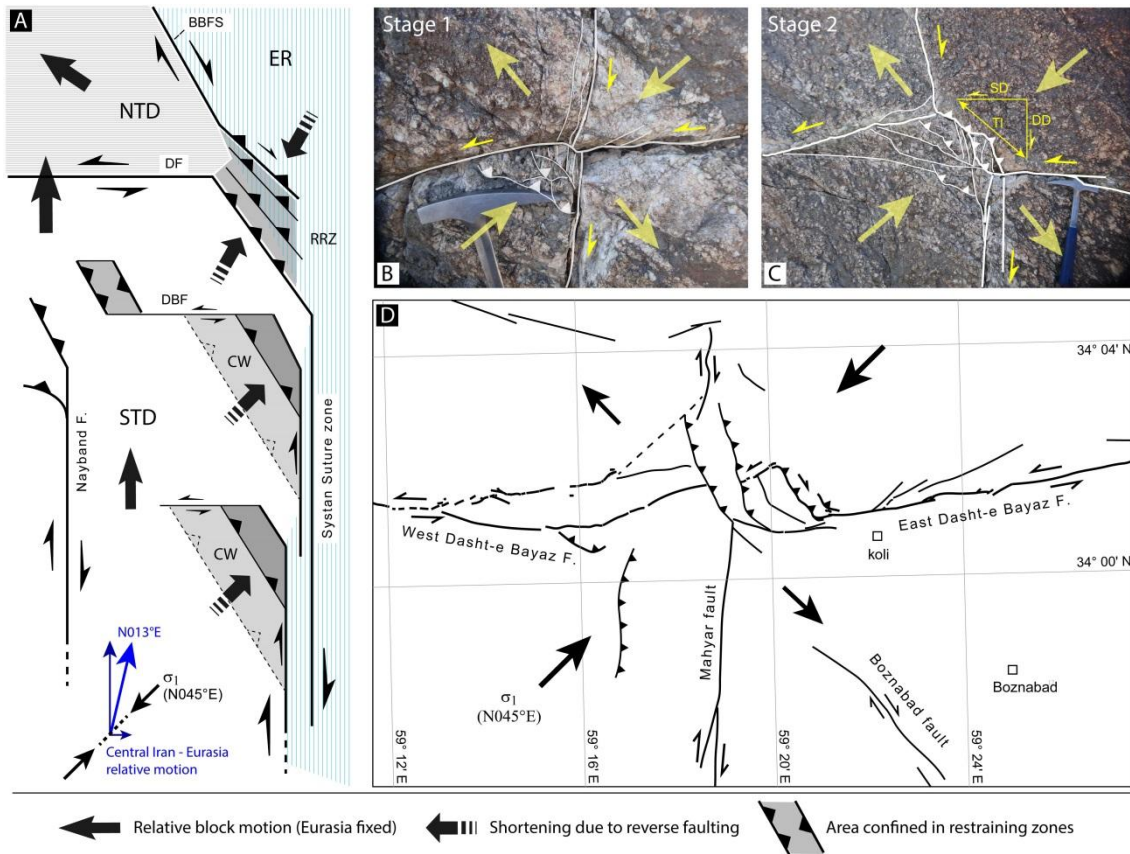 A
BBFS
ER
NTD
DF
RRZ
DBF
CW
STD
Nayband F.
Systan Suture zone
CW
N013°E
σ1
(N045°E)
Central Iran - Eurasia
relative motion
Stage 1
B
Stage 2
SD
TI
DD
C
D
34° 04' N
West Dasht-e Bayaz F.
East Dasht-e Bayaz F.
koli
34° 00' N
Mahyar fault
σ1
(N045°E)
Boznabad fault
Boznabad
59° 12' E
59° 16' E
59° 20' E
59° 24' E
Relative block motion (Eurasia fixed)
Shortening due to reverse faulting
Area confined in restraining zones